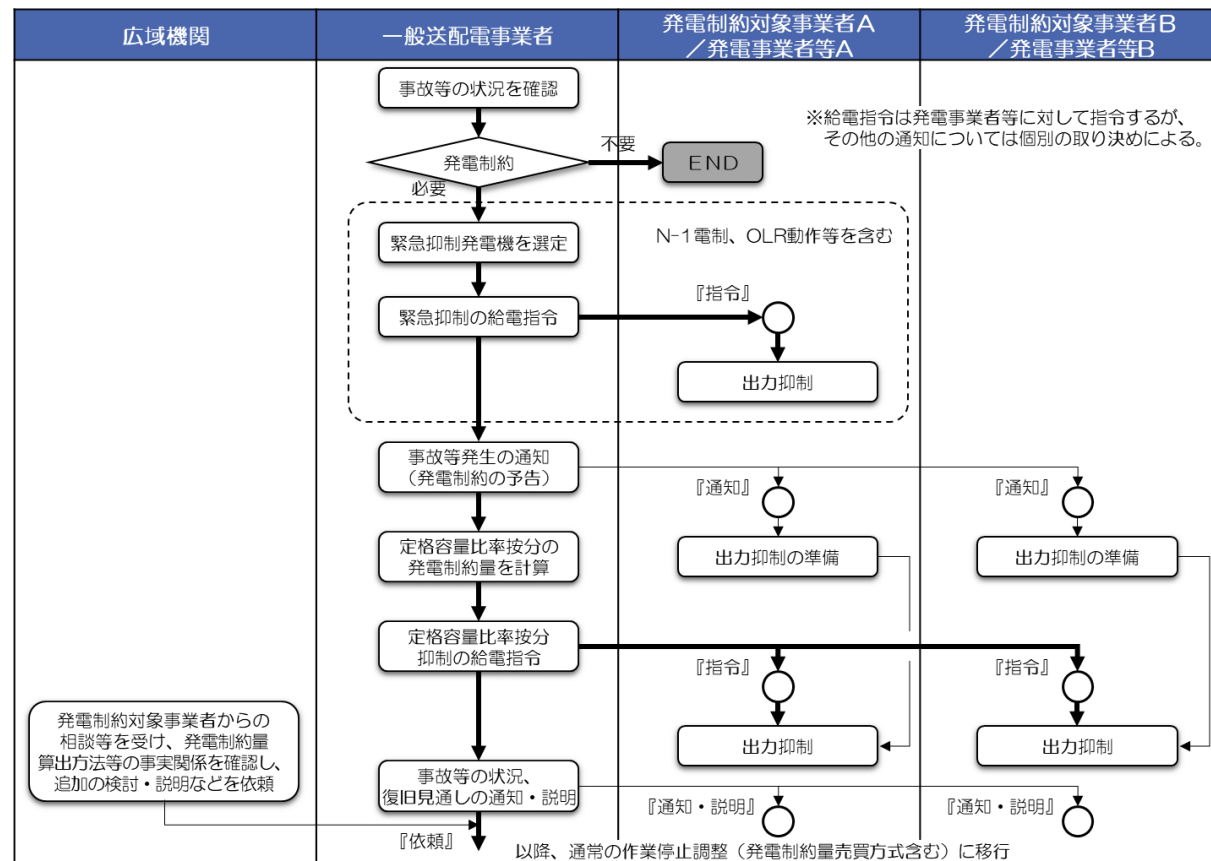 広域機関
一般送配電事業者
発電制約対象事業者A
／発電事業者等A
発電制約対象事業者B
／発電事業者等B
事故等の状況を確認
※給電指令は発電事業者等に対して指令するが、
その他の通知については個別の取り決めによる。
発電制約
不要
END
必要
緊急抑制発電機を選定
N-1電制、OLR動作等を含む
緊急抑制の給電指令
『指令』
出力抑制
事故等発生の通知
（発電制約の予告）
『通知』
『通知』
定格容量比率按分の
発電制約量を計算
出力抑制の準備
出力抑制の準備
定格容量比率按分
抑制の給電指令
『指令』
『指令』
出力抑制
出力抑制
発電制約対象事業者からの
相談等を受け、発電制約量
算出方法等の事実関係を確認し、
追加の検討・説明などを依頼
事故等の状況、
復旧見通しの通知・説明
『通知・説明』
『通知・説明』
『依頼』
以降、通常の作業停止調整（発電制約量売買方式含む）に移行